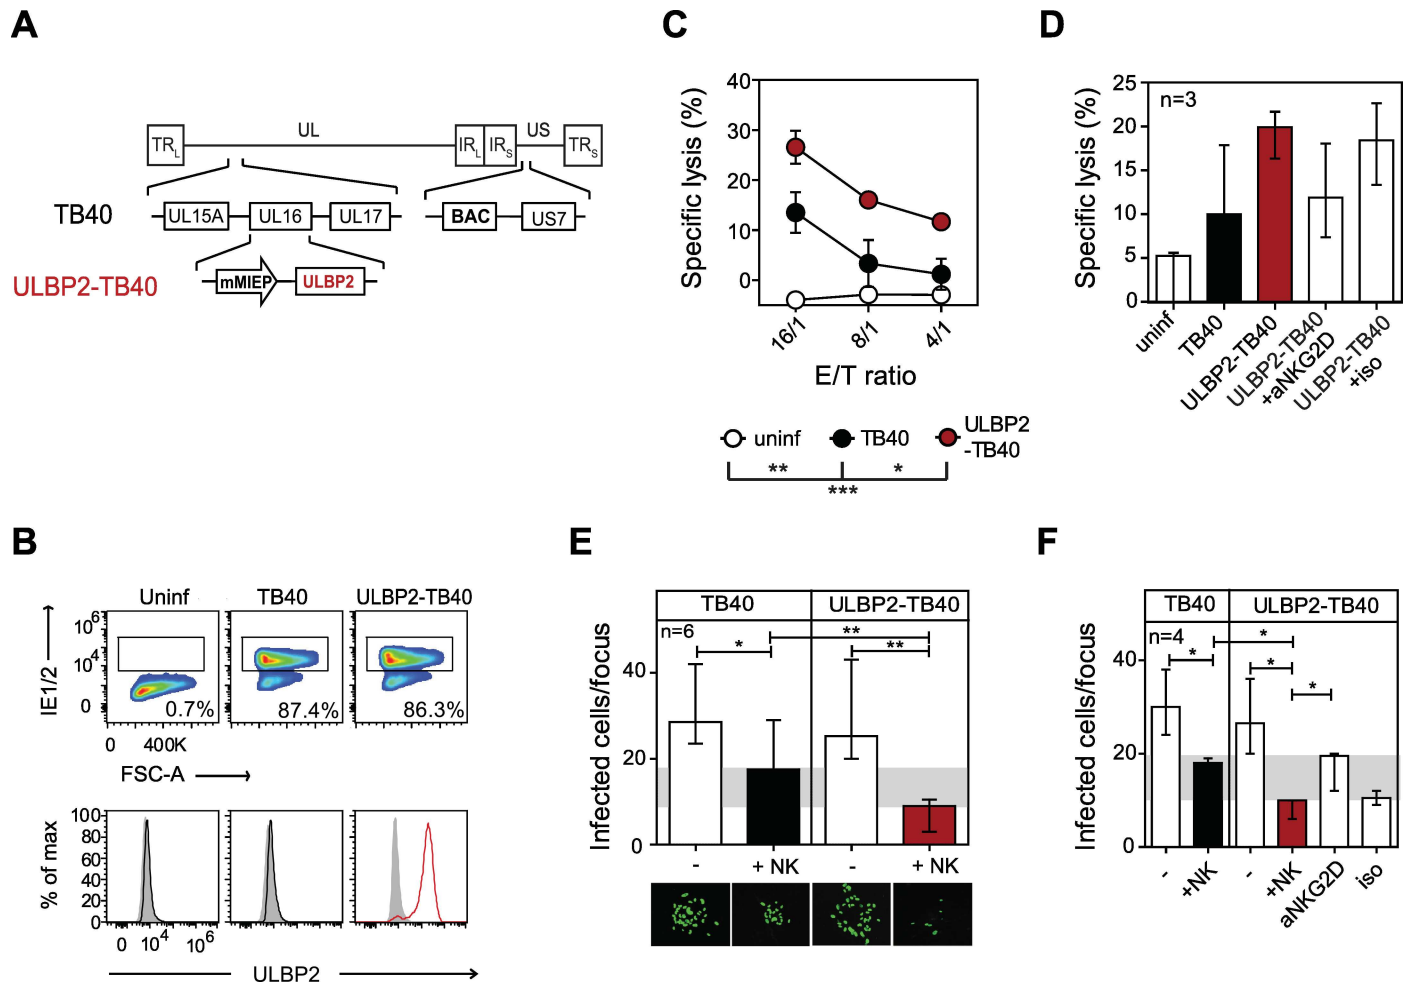 A
TR_L
UL
IR_L
IR_S
US
TR_S
TB40
UL15A
UL16
UL17
BAC
US7
ULBP2-TB40
mMIEP
ULBP2
B
Uninf
TB40
ULBP2-TB40
IE1/2
10^6
10^4
0
0.7%
87.4%
86.3%
0
400K
FSC-A
% of max
100
80
60
40
20
0
0
10^4
10^6
ULBP2
C
Specific lysis (%)
40
30
20
10
0
16/1
8/1
4/1
E/T ratio
uninf
TB40
ULBP2
-TB40
**
*
***
D
Specific lysis (%)
25
20
15
10
5
0
n=3
uninf
TB40
ULBP2-TB40
ULBP2-TB40
+aNKG2D
ULBP2-TB40
+iso
E
TB40
ULBP2-TB40
n=6
*
**
**
Infected cells/focus
40
20
0
-
+ NK
-
+ NK
F
TB40
ULBP2-TB40
n=4
*
*
*
*
Infected cells/focus
40
20
0
-
+NK
-
+NK
aNKG2D
iso